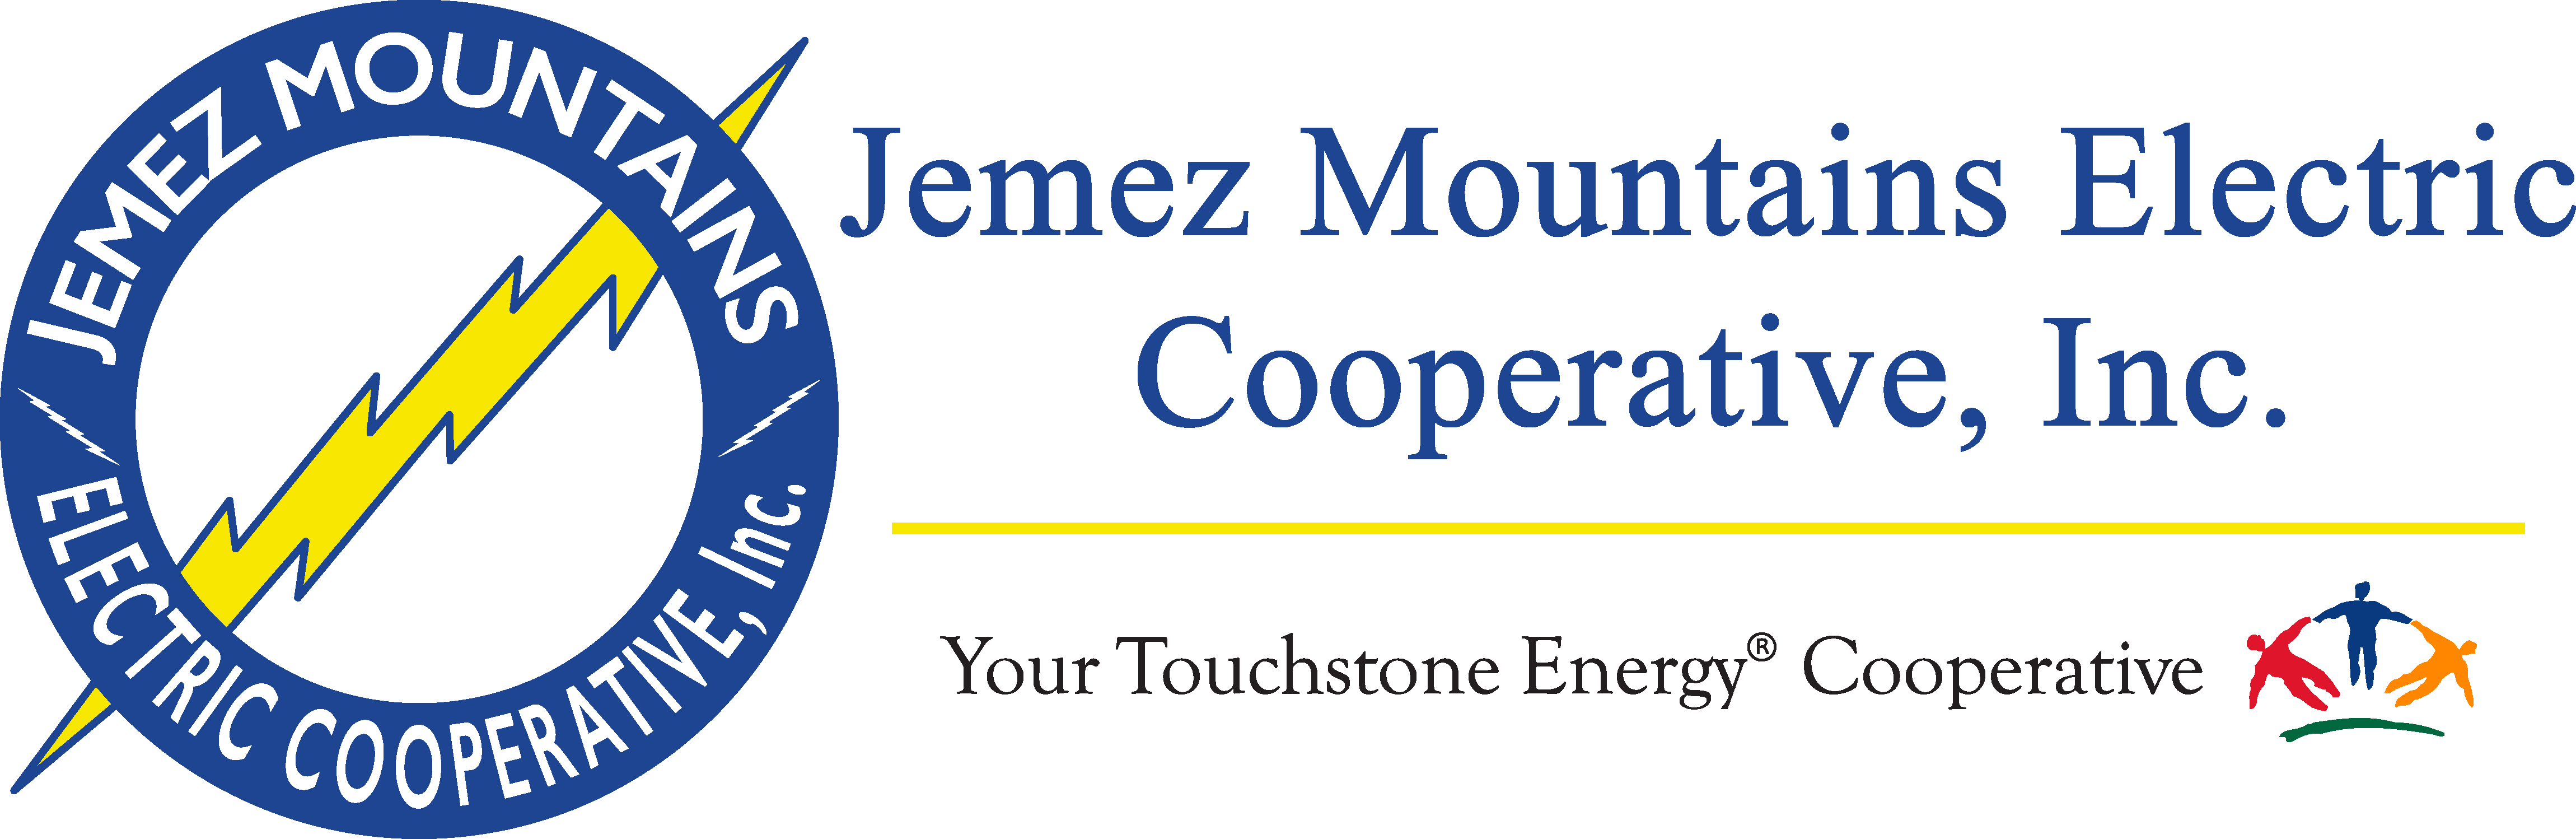 JEMEZ MOUNTAINS
ELECTRIC COOPERATIVE, Inc.
Jemez Mountains Electric
Cooperative, Inc.
Your Touchstone Energy® Cooperative